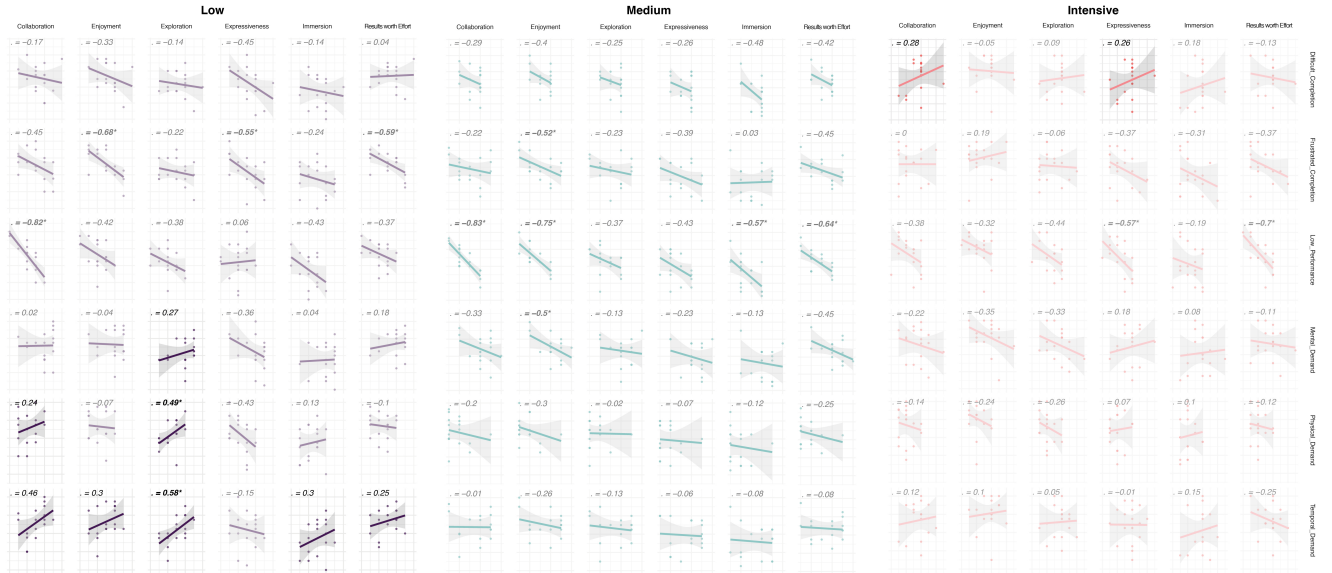 Low Medium Intensive
Collaboration Enjoyment Exploration Expressiveness Immersion Results worth Effort Collaboration Enjoyment Exploration Expressiveness Immersion Results worth Effort Collaboration Enjoyment Exploration Expressiveness Immersion Results worth Effort
. = −0.17 . = −0.33 . = −0.14 . = −0.45 . = −0.14 . = 0.04 . = −0.29 . = −0.4 . = −0.25 . = −0.26 . = −0.48 . = −0.42 . = 0.28 . = −0.05 . = 0.09 . = 0.26 . = 0.18 . = −0.13
Difficult_Completion
. = −0.45 . = −0.68* . = −0.22 . = −0.55* . = −0.24 . = −0.59* . = −0.22 . = −0.52* . = −0.23 . = −0.39 . = 0.03 . = −0.45 . = 0 . = 0.19 . = −0.06 . = −0.37 . = −0.31 . = −0.37
Frustrated_Completion
. = −0.82* . = −0.42 . = −0.38 . = 0.06 . = −0.43 . = −0.37 . = −0.83* . = −0.75* . = −0.37 . = −0.43 . = −0.57* . = −0.64* . = −0.38 . = −0.32 . = −0.44 . = −0.57* . = −0.19 . = −0.7*
Low_Performance
. = 0.02 . = −0.04 . = 0.27 . = −0.36 . = 0.04 . = 0.18 . = −0.33 . = −0.5* . = −0.13 . = −0.23 . = −0.13 . = −0.45 . = −0.22 . = −0.35 . = −0.33 . = 0.18 . = 0.08 . = −0.11
Mental_Demand
. = 0.24 . = −0.07 . = 0.49* . = −0.43 . = 0.13 . = −0.1 . = −0.2 . = −0.3 . = −0.02 . = −0.07 . = −0.12 . = −0.25 . = −0.14 . = −0.24 . = −0.26 . = 0.07 . = 0.1 . = −0.12
Physical_Demand
. = 0.46 . = 0.3 . = 0.58* . = −0.15 . = 0.3 . = 0.25 . = −0.01 . = −0.26 . = −0.13 . = −0.06 . = −0.08 . = −0.08 . = 0.12 . = 0.1 . = 0.05 . = −0.01 . = 0.15 . = −0.25
Temporal_Demand